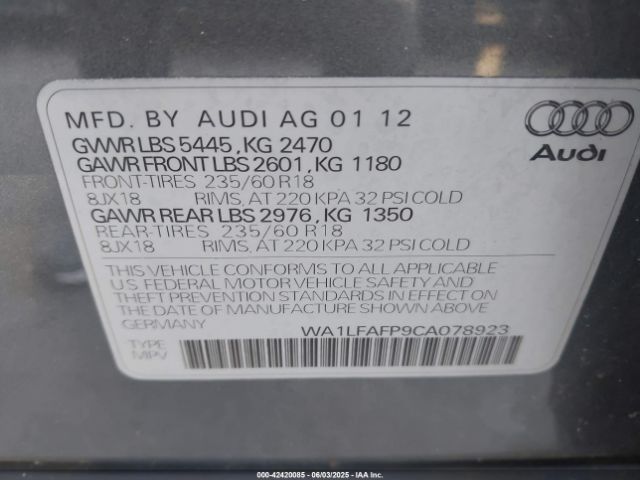 MFD. BY AUDI AG 01 12
GVWR LBS 5445, KG 2470
GAWR FRONT LBS 2601, KG 1180
FRONT-TIRES 235/60 R18
8JX18 RIMS, AT 220 KPA 32 PSI COLD
GAWR REAR LBS 2976, KG 1350
REAR-TIRES 235/60 R18
8JX18 RIMS, AT 220 KPA 32 PSI COLD
THIS VEHICLE CONFORMS TO ALL APPLICABLE
U.S. FEDERAL MOTOR VEHICLE SAFETY AND
THEFT PREVENTION STANDARDS IN EFFECT ON
THE DATE OF MANUFACTURE SHOWN ABOVE
GERMANY WA1LFAFP9CA078923
TYPE
MPV
Audi
000-42420085 - 06/03/2025 - IAA Inc.